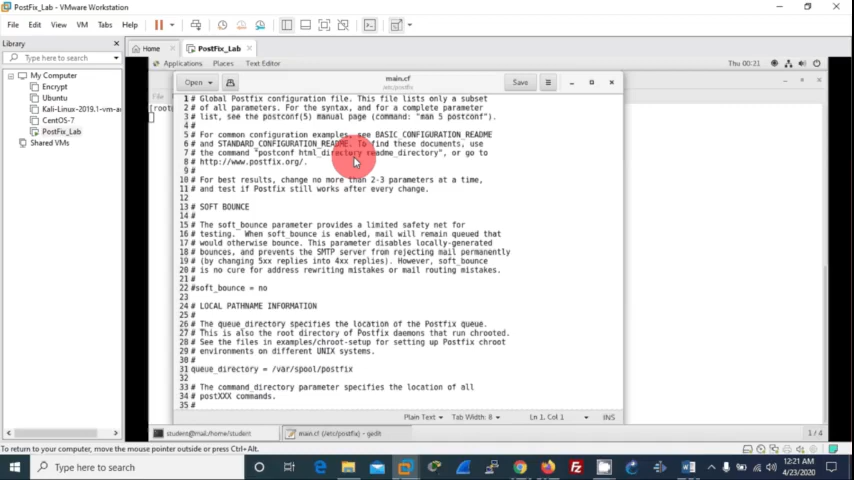 PostFix_Lab - VMware Workstation
File Edit View VM Tabs Help
Library
Type here to search
My Computer
Encrypt
Ubuntu
Kali-Linux-2019.1-vm-a
CentOS-7
PostFix_Lab
Shared VMs
Home PostFix_Lab
Applications Places Text Editor Thu 00:21
Open main.cf Save
/etc/postfix
File
[root
1 # Global Postfix configuration file. This file lists only a subset
2 # of all parameters. For the syntax, and for a complete parameter
3 # list, see the postconf(5) manual page (command: "man 5 postconf").
4 #
5 # For common configuration examples, see BASIC_CONFIGURATION_README
6 # and STANDARD_CONFIGURATION_README. To find these documents, use
7 # the command "postconf html_directory readme_directory", or go to
8 # http://www.postfix.org/.
9 #
10 # For best results, change no more than 2-3 parameters at a time,
11 # and test if Postfix still works after every change.
12
13 # SOFT BOUNCE
14 #
15 # The soft_bounce parameter provides a limited safety net for
16 # testing. When soft_bounce is enabled, mail will remain queued that
17 # would otherwise bounce. This parameter disables locally-generated
18 # bounces, and prevents the SMTP server from rejecting mail permanently
19 # (by changing 5xx replies into 4xx replies). However, soft_bounce
20 # is no cure for address rewriting mistakes or mail routing mistakes.
21 #
22 #soft_bounce = no
23
24 # LOCAL PATHNAME INFORMATION
25 #
26 # The queue_directory specifies the location of the Postfix queue.
27 # This is also the root directory of Postfix daemons that run chrooted.
28 # See the files in examples/chroot-setup for setting up Postfix chroot
29 # environments on different UNIX systems.
30 #
31 queue_directory = /var/spool/postfix
32
33 # The command_directory parameter specifies the location of all
34 # postXXX commands.
35 #
Plain Text Tab Width: 8 Ln 1, Col 1 INS
student@mail:/home/student main.cf (/etc/postfix) - gedit 1 / 4
To return to your computer, move the mouse pointer outside or press Ctrl+Alt.
Type here to search
12:21 AM
4/23/2020